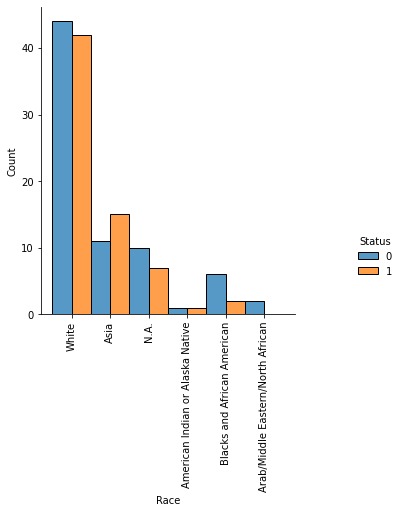 40
30
20
10
0
Count
White
Asia
N.A.
American Indian or Alaska Native
Blacks and African American
Arab/Middle Eastern/North African
Race
Status
0
1